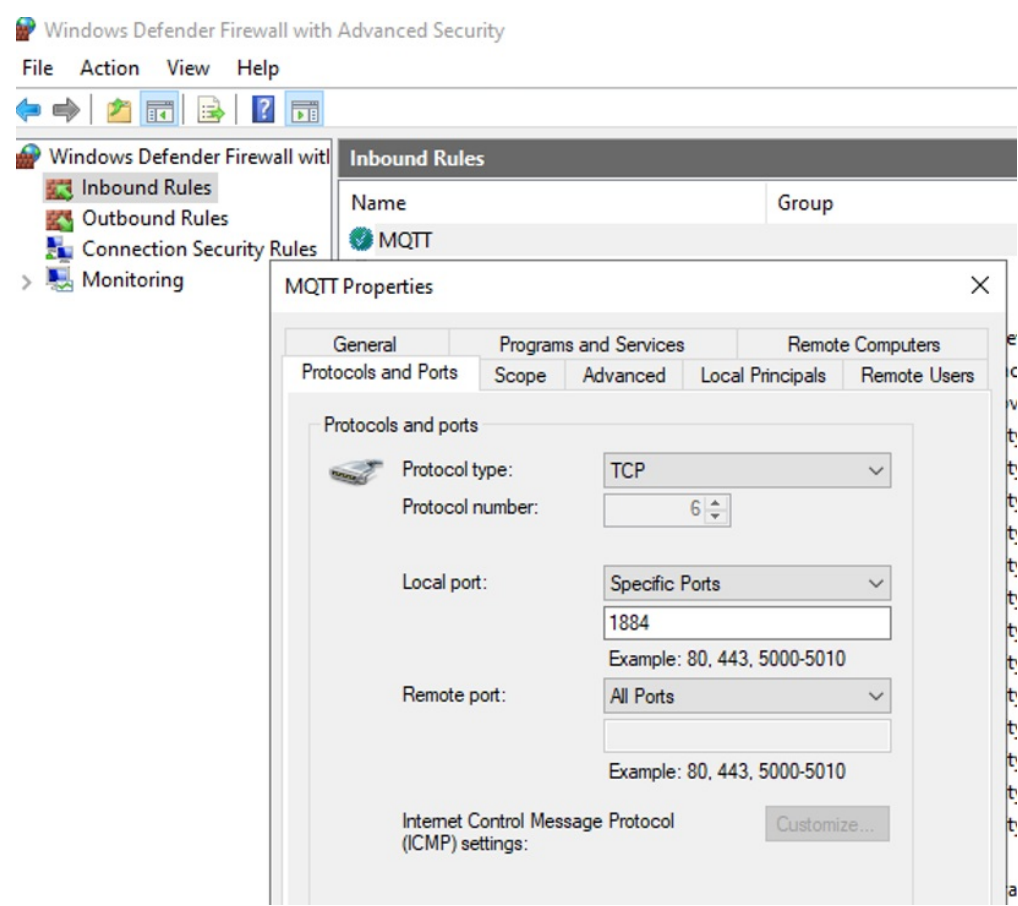 Windows Defender Firewall with Advanced Security
File Action View Help
Windows Defender Firewall witl
Inbound Rules
Outbound Rules
Connection Security Rules
Monitoring
Inbound Rules
Name Group
MQTT
MQTT Properties
General Programs and Services Remote Computers
Protocols and Ports Scope Advanced Local Principals Remote Users
Protocols and ports
Protocol type: TCP
Protocol number: 6
Local port: Specific Ports
1884
Example: 80, 443, 5000-5010
Remote port: All Ports
Example: 80, 443, 5000-5010
Internet Control Message Protocol
(ICMP) settings:
Customize...